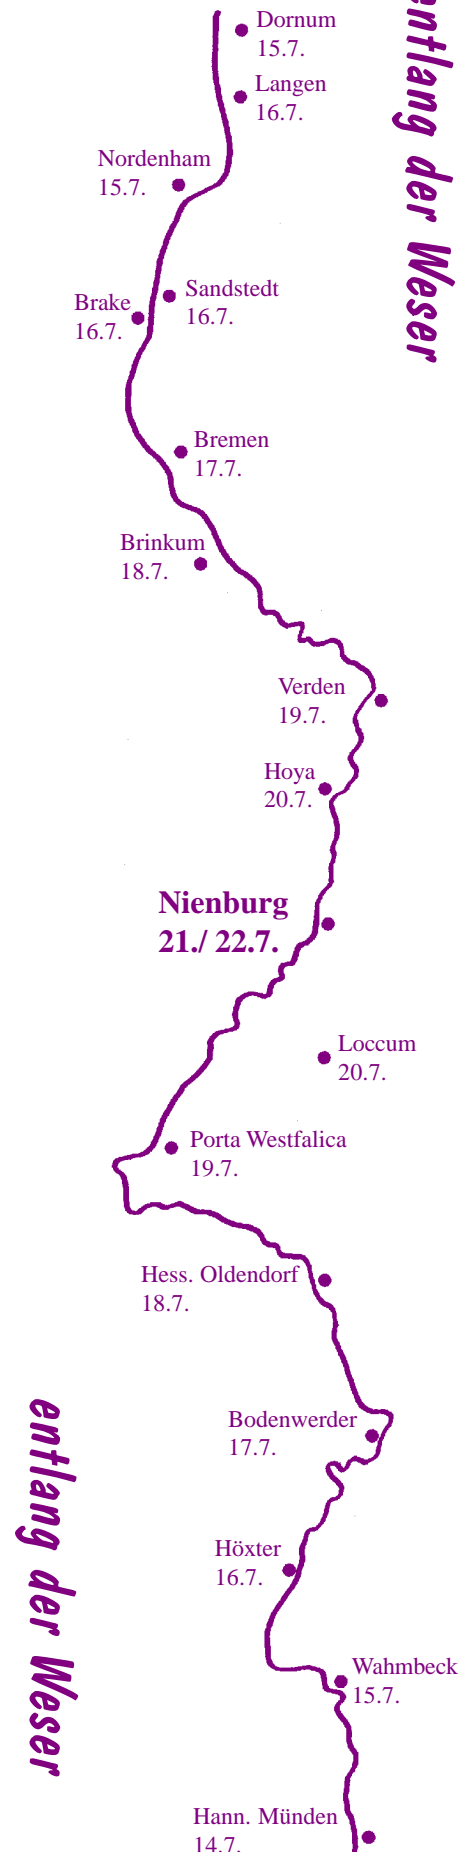 Dornum
15.7.
entlang der Weser
Langen
16.7.
Nordenham
15.7.
Sandstedt
16.7.
Brake
16.7.
Bremen
17.7.
Brinkum
18.7.
Verden
19.7.
Hoya
20.7.
Nienburg
21./ 22.7.
Loccum
20.7.
Porta Westfalica
19.7.
Hess. Oldendorf
18.7.
entlang der Weser
Bodenwerder
17.7.
Höxter
16.7.
Wahmbeck
15.7.
Hann. Münden
14.7.